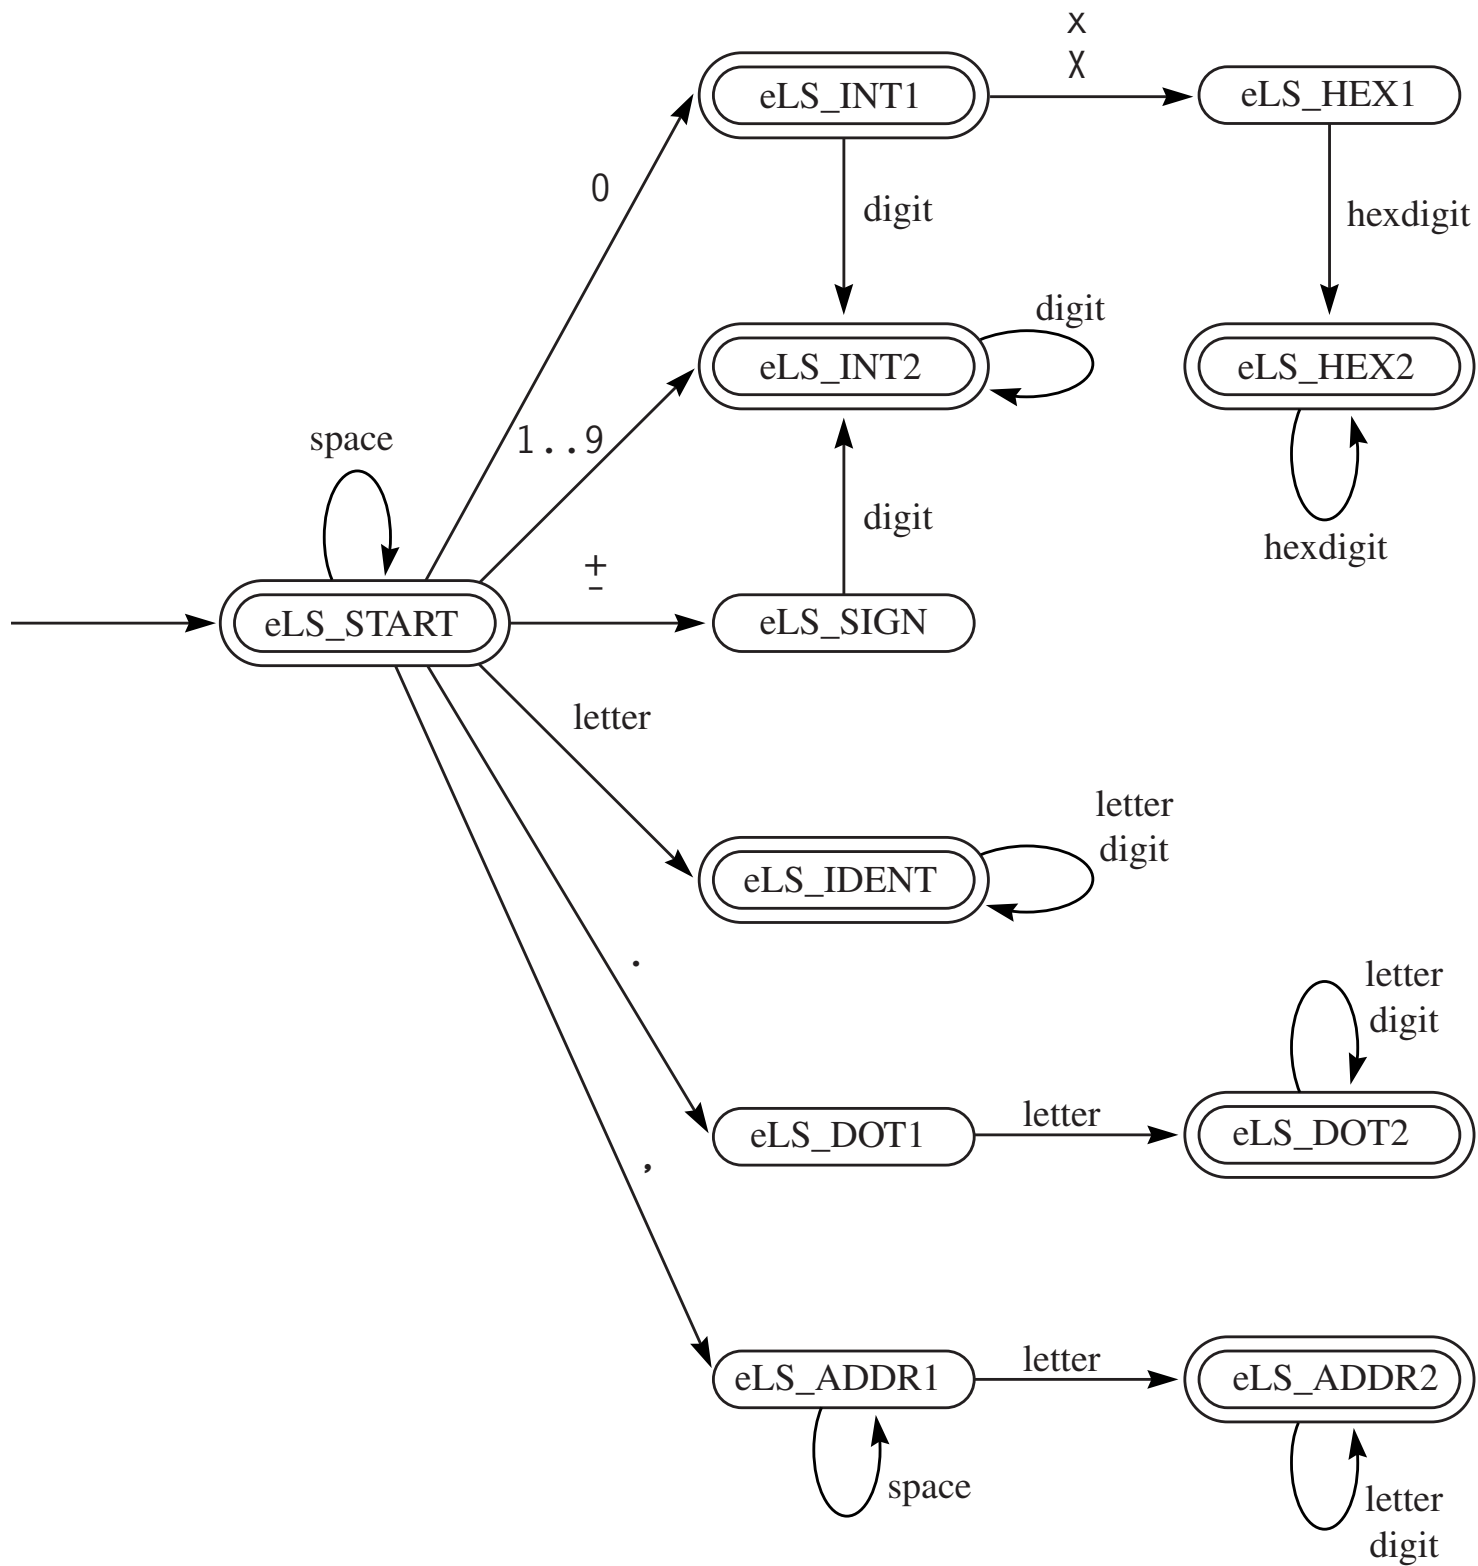 x
X
eLS_INT1
eLS_HEX1
0
digit
hexdigit
digit
eLS_INT2
eLS_HEX2
1..9
space
digit
hexdigit
+
-
eLS_START
eLS_SIGN
letter
letter
digit
eLS_IDENT
.
letter
digit
letter
eLS_DOT1
eLS_DOT2
,
letter
eLS_ADDR1
eLS_ADDR2
space
letter
digit